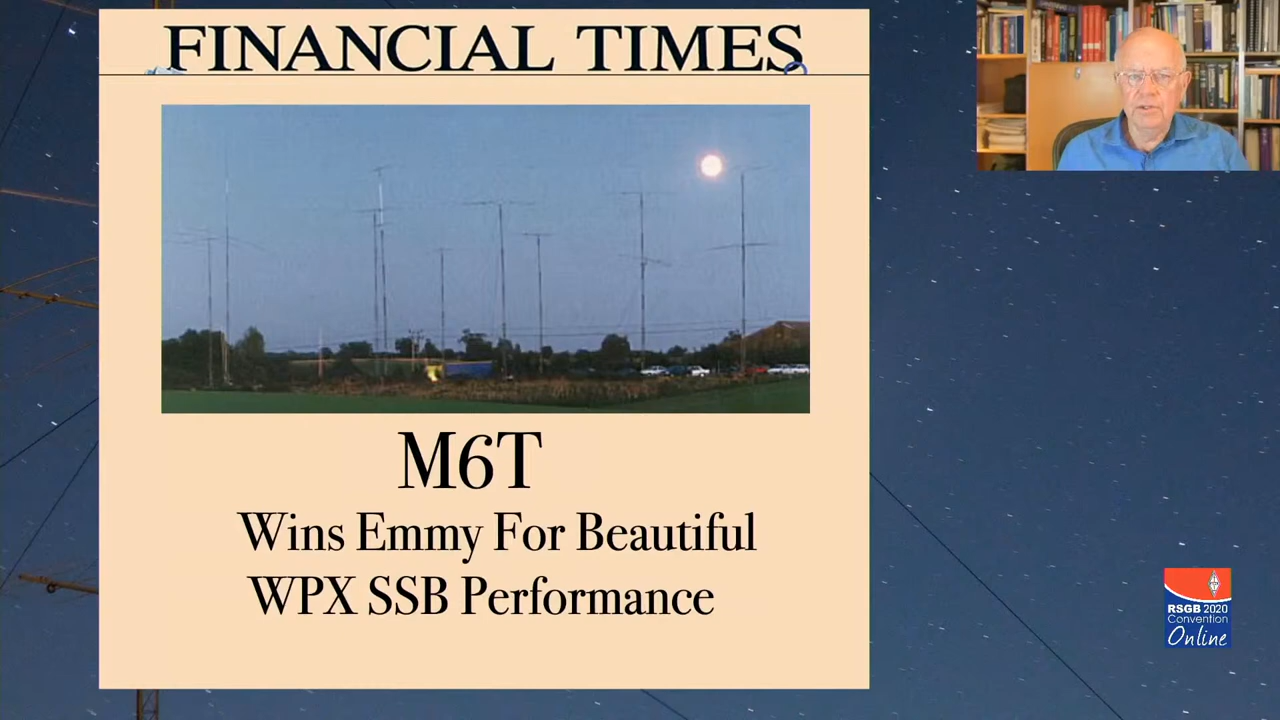 FINANCIAL TIMES
M6T
Wins Emmy For Beautiful
WPX SSB Performance
RSGB 2020
Convention
Online